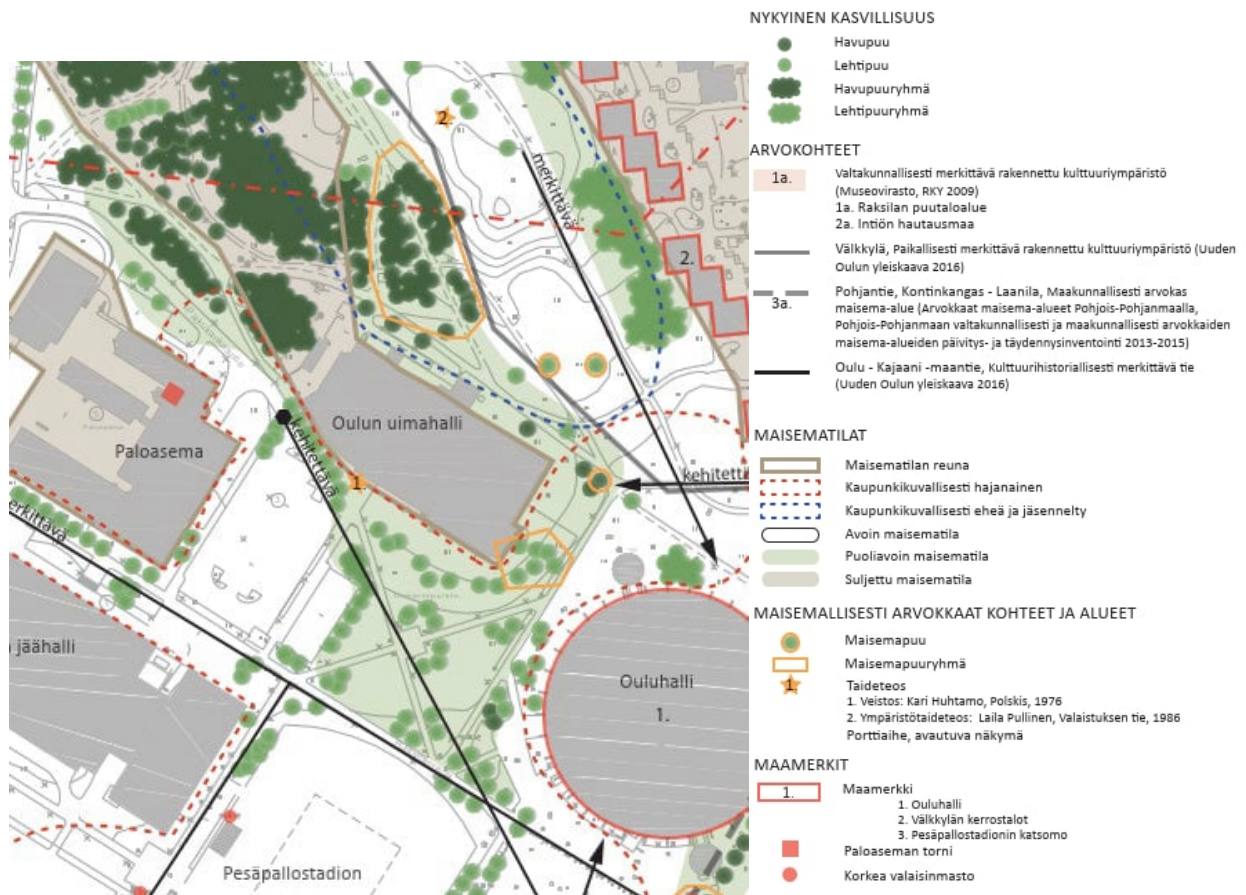 NYKYINEN KASVILLISUUS
Havupuu
Lehtipuu
Havupuuryhmä
Lehtipuuryhmä
ARVOKOHTEET
1a.
Valtakunnallisesti merkittävä rakennettu kulttuuriympäristö
(Museovirasto, RKY 2009)
1a. Raksilan puutaloalue
2a. Intiön hautausmaa
Välkkylä, Paikallisesti merkittävä rakennettu kulttuuriympäristö (Uuden
Oulun yleiskaava 2016)
3a.
Pohjantie, Kontinkangas - Laanila, Maakunnallisesti arvokas
maisema-alue (Arvokkaat maisema-alueet Pohjois-Pohjanmaalla,
Pohjois-Pohjanmaan valtakunnallisesti ja maakunnallisesti arvokkaiden
maisema-alueiden päivitys- ja täydennysinventointi 2013-2015)
Oulu - Kajaani -maantie, Kulttuurihistoriallisesti merkittävä tie
(Uuden Oulun yleiskaava 2016)
MAISEMATILAT
Maisematilan reuna
Kaupunkikuvallisesti hajanainen
Kaupunkikuvallisesti eheä ja jäsennelty
Avoin maisematila
Puoliavoin maisematila
Suljettu maisematila
MAISEMALLISESTI ARVOKKAAT KOHTEET JA ALUEET
Maisemapuu
Maisemapuuryhmä
1.
Taideteos
1. Veistos: Kari Huhtamo, Polskis, 1976
2. Ympäristötaideteos: Laila Pullinen, Valaistuksen tie, 1986
Porttiaihe, avautuva näkymä
MAAMERKIT
1.
Maamerkki
1. Ouluhalli
2. Välkkylän kerrostalot
3. Pesäpallostadionin katsomo
Paloaseman torni
Korkea valaisinmasto
2.
merkittävä
2.
Oulun uimahalli
Paloasema
kehitettävä
1.
kehitettä
erkittävä
jäähalli
Ouluhalli
1.
Pesäpallostadion